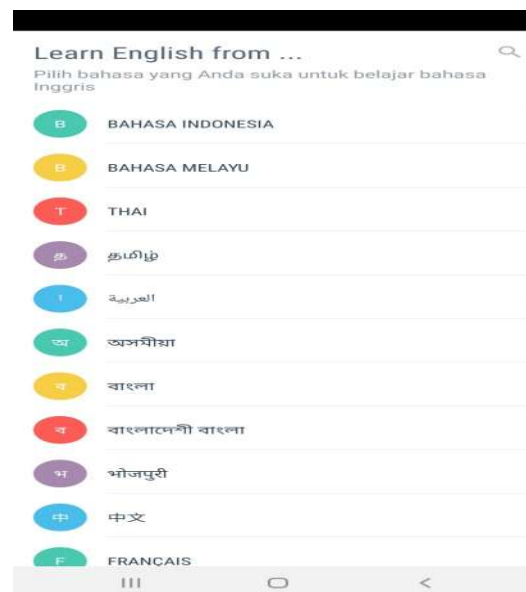 Learn English from ...
Pilih bahasa yang Anda suka untuk belajar bahasa
Inggris
B BAHASA INDONESIA
B BAHASA MELAYU
T THAI
த தமிழ்
ا العربية
অ অসমীয়া
ব বাংলা
ব বাংলাদেশী বাংলা
भ भोजपुरी
中 中文
F FRANÇAIS